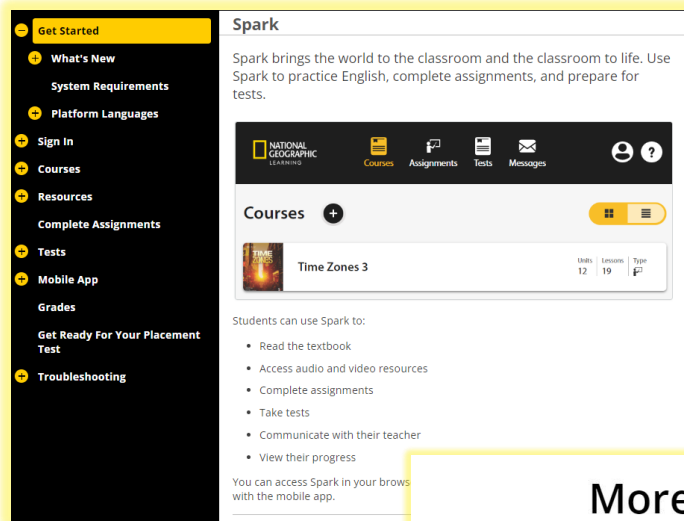 Get Started
What's New
System Requirements
Platform Languages
Sign In
Courses
Resources
Complete Assignments
Tests
Mobile App
Grades
Get Ready For Your Placement
Test
Troubleshooting
Spark
Spark brings the world to the classroom and the classroom to life. Use
Spark to practice English, complete assignments, and prepare for
tests.
NATIONAL
GEOGRAPHIC
LEARNING
Courses Assignments Tests Messages
?
Courses
TIME
ZONES
Time Zones 3
Units Lessons Type
12 19
Students can use Spark to:
• Read the textbook
• Access audio and video resources
• Complete assignments
• Take tests
• Communicate with their teacher
• View their progress
You can access Spark in your brows
with the mobile app.
More